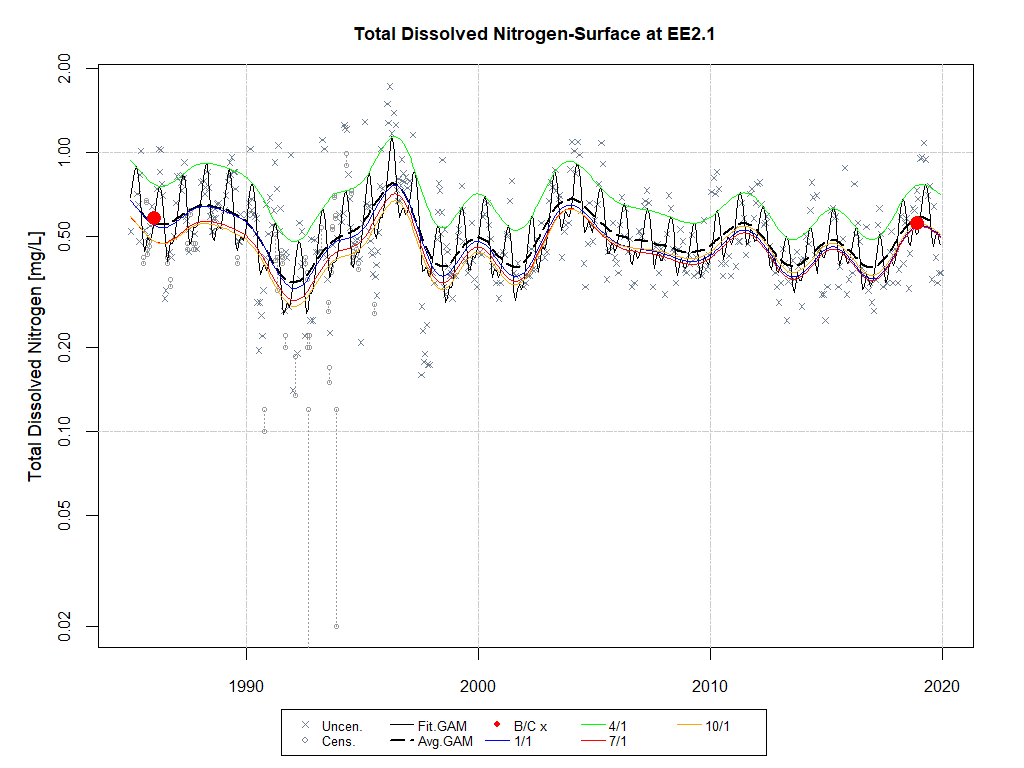 Total Dissolved Nitrogen-Surface at EE2.1
Total Dissolved Nitrogen [mg/L]
2.00
1.00
0.50
0.20
0.10
0.05
0.02
1990 2000 2010 2020
Uncen. Fit.GAM B/C x 4/1 10/1
Cens. Avg.GAM 1/1 7/1